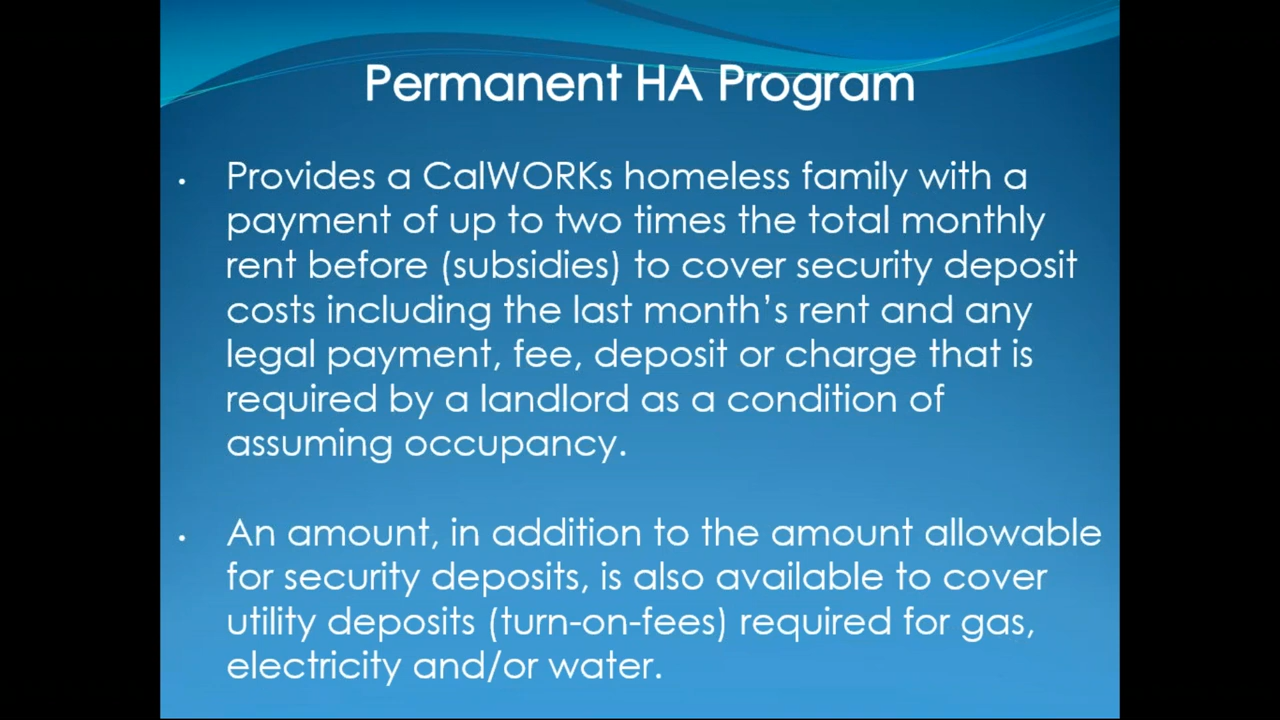 Permanent HA Program
• Provides a CalWORKs homeless family with a
payment of up to two times the total monthly
rent before (subsidies) to cover security deposit
costs including the last month's rent and any
legal payment, fee, deposit or charge that is
required by a landlord as a condition of
assuming occupancy.
• An amount, in addition to the amount allowable
for security deposits, is also available to cover
utility deposits (turn-on-fees) required for gas,
electricity and/or water.